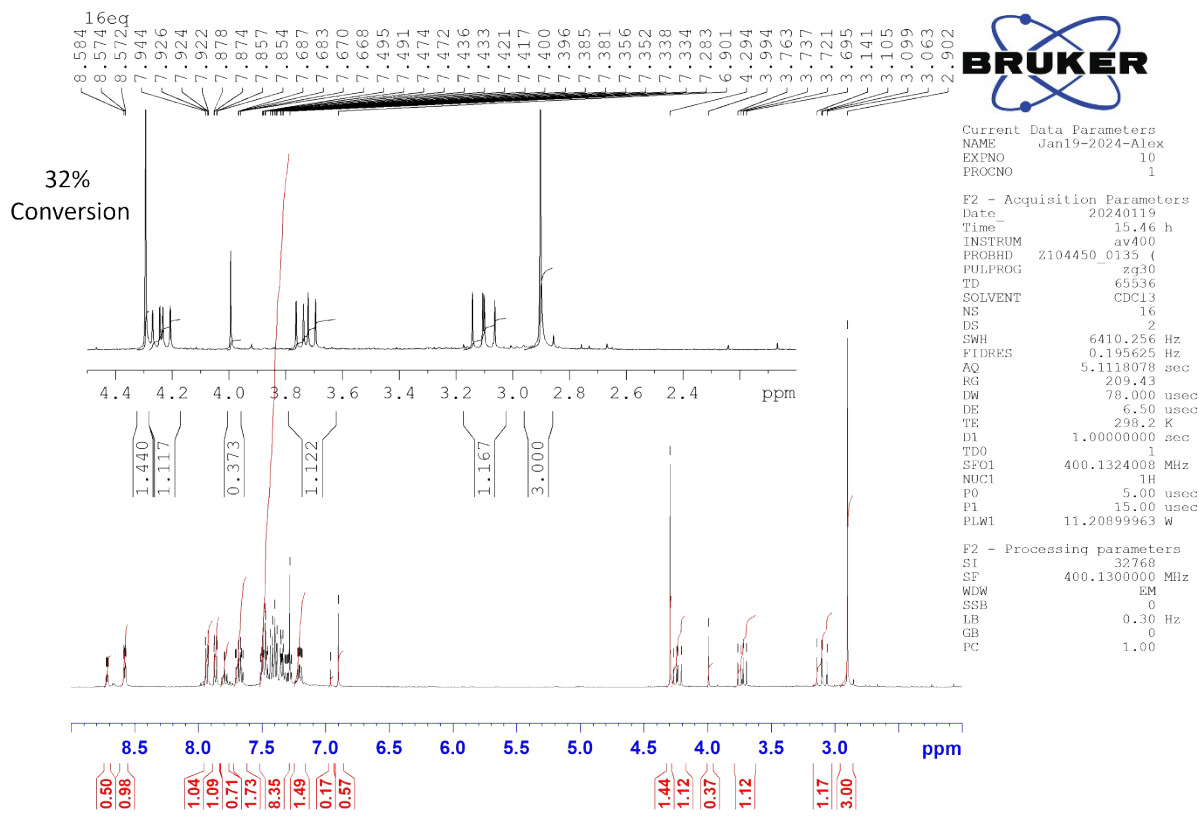 16eq
8.584
8.574
8.572
7.944
7.926
7.924
7.922
7.878
7.874
7.857
7.854
7.687
7.683
7.670
7.668
7.495
7.491
7.474
7.472
7.436
7.433
7.421
7.417
7.400
7.396
7.385
7.381
7.356
7.352
7.338
7.334
7.283
6.901
4.294
3.994
3.763
3.737
3.721
3.695
3.141
3.105
3.099
3.063
2.902
BRUKER
32%
Conversion
4.4 4.2 4.0 3.8 3.6 3.4 3.2 3.0 2.8 2.6 2.4 ppm
1.440
1.117
0.373
1.122
1.167
3.000
8.5 8.0 7.5 7.0 6.5 6.0 5.5 5.0 4.5 4.0 3.5 3.0 ppm
0.50
0.98
1.04
1.09
0.71
1.73
8.35
1.49
0.17
0.57
1.44
1.12
0.37
1.12
1.17
3.00
Current Data Parameters
NAME Jan19-2024-Alex
EXPNO 10
PROCNO 1
F2 - Acquisition Parameters
Date_ 20240119
Time 15.46 h
INSTRUM av400
PROBHD Z104450_0135 (
PULPROG zg30
TD 65536
SOLVENT CDCl3
NS 16
DS 2
SWH 6410.256 Hz
FIDRES 0.195625 Hz
AQ 5.1118078 sec
RG 209.43
DW 78.000 usec
DE 6.50 usec
TE 298.2 K
D1 1.00000000 sec
TD0 1
SFO1 400.1324008 MHz
NUC1 1H
P0 5.00 usec
P1 15.00 usec
PLW1 11.20899963 W
F2 - Processing parameters
SI 32768
SF 400.1300000 MHz
WDW EM
SSB 0
LB 0.30 Hz
GB 0
PC 1.00